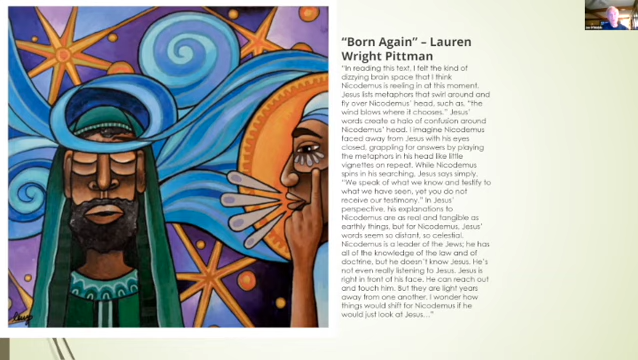 “Born Again” – Lauren
Wright Pittman
“In reading this text, I felt the kind of
dizzying brain space that I think
Nicodemus is reeling in at this moment.
Jesus lists metaphors that swirl around and
fly over Nicodemus’ head, such as, “the
wind blows where it chooses.” Jesus’
words create a halo of confusion around
Nicodemus’ head. I imagine Nicodemus
faced away from Jesus with his eyes
closed, grappling for answers by playing
the metaphors in his head like little
vignettes on repeat. While Nicodemus
spins in his searching, Jesus says simply,
“We speak of what we know and testify to
what we have seen, yet you do not
receive our testimony.” In Jesus’
perspective, his explanations to
Nicodemus are as real and tangible as
earthly things, but for Nicodemus, Jesus’
words seem so distant, so celestial.
Nicodemus is a leader of the Jews; he has
all of the knowledge of the law and of
doctrine, but he doesn’t know Jesus. He’s
not even really listening to Jesus. Jesus is
right in front of his face. He can reach out
and touch him. But they are light years
away from one another. I wonder how
things would shift for Nicodemus if he
would just look at Jesus…”